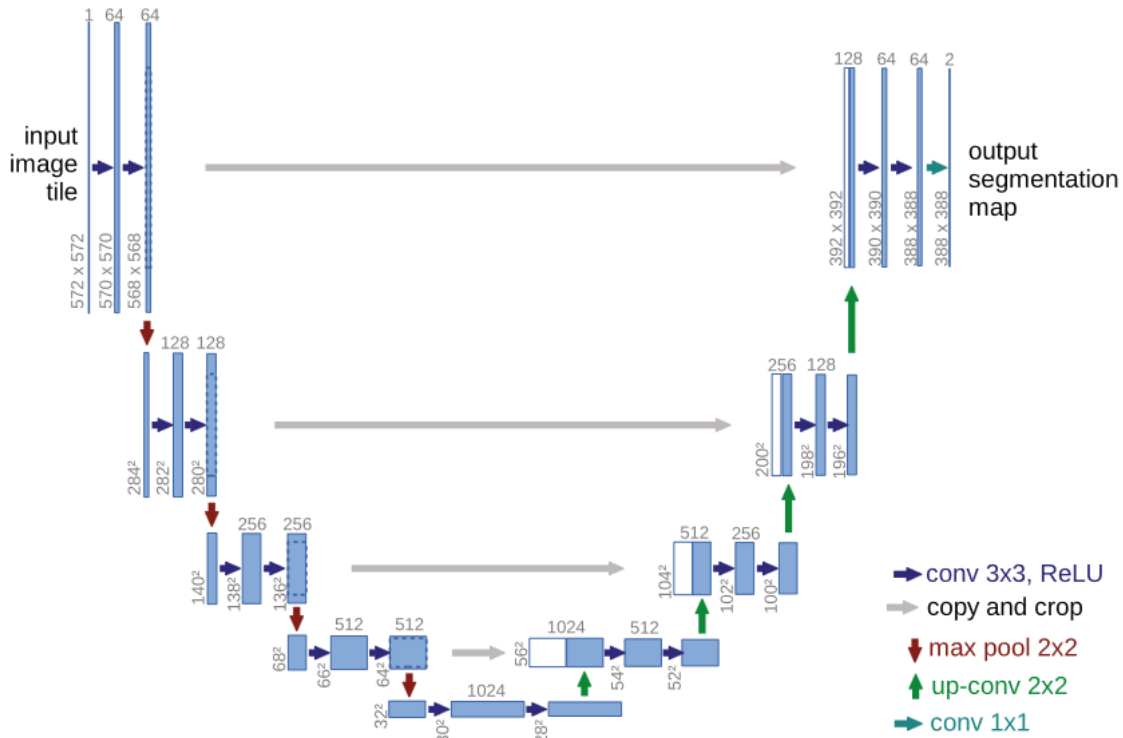 1 64 64
128 64 64 2
input
image
tile
output
segmentation
map
572 x 572
570 x 570
568 x 568
392 x 392
390 x 390
388 x 388
388 x 388
128 128
256 128
284²
282²
280²
200²
198²
196²
256 256
512 256
140²
138²
136²
104²
102²
100²
512 512
1024 512
68²
66²
64²
56²
54²
52²
1024
32²
conv 3x3, ReLU
copy and crop
max pool 2x2
up-conv 2x2
conv 1x1